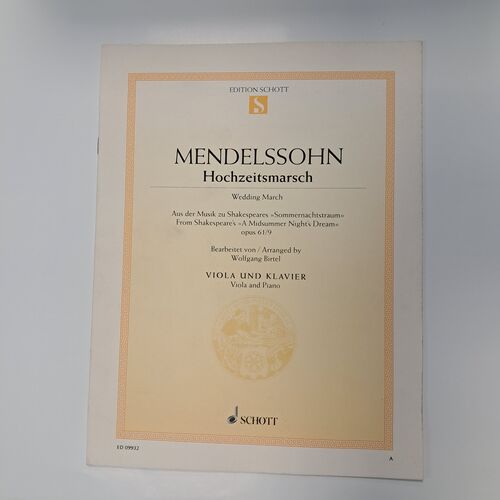 EDITION SCHOTT
S
MENDELSSOHN
Hochzeitsmarsch
Wedding March
Aus der Musik zu Shakespeares »Sommernachtstraum«
From Shakespeare's »A Midsummer Night's Dream«
opus 61/9
Bearbeitet von / Arranged by
Wolfgang Birtel
VIOLA UND KLAVIER
Viola and Piano
SCHOTT
ED 09932
A